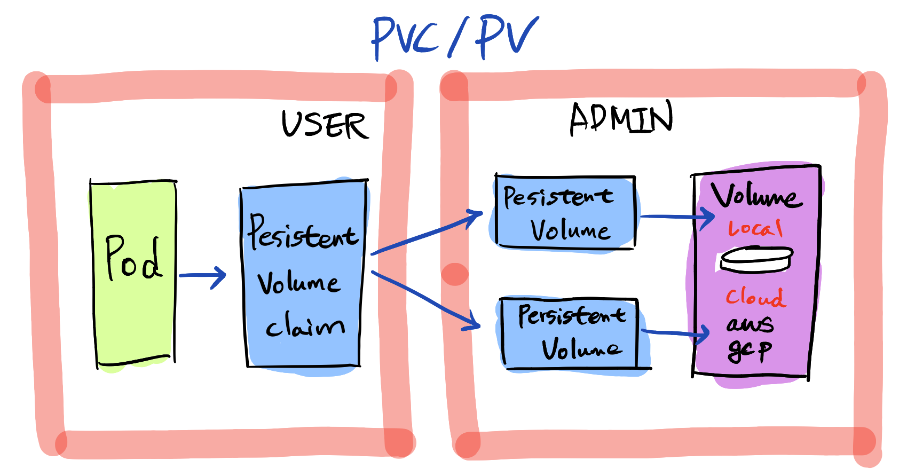 PVC/PV
USER
ADMIN
Pod
Pesistent
Volume
claim
Pesistent
Volume
Persistent
Volume
Volume
Local
Cloud
aws
gcp